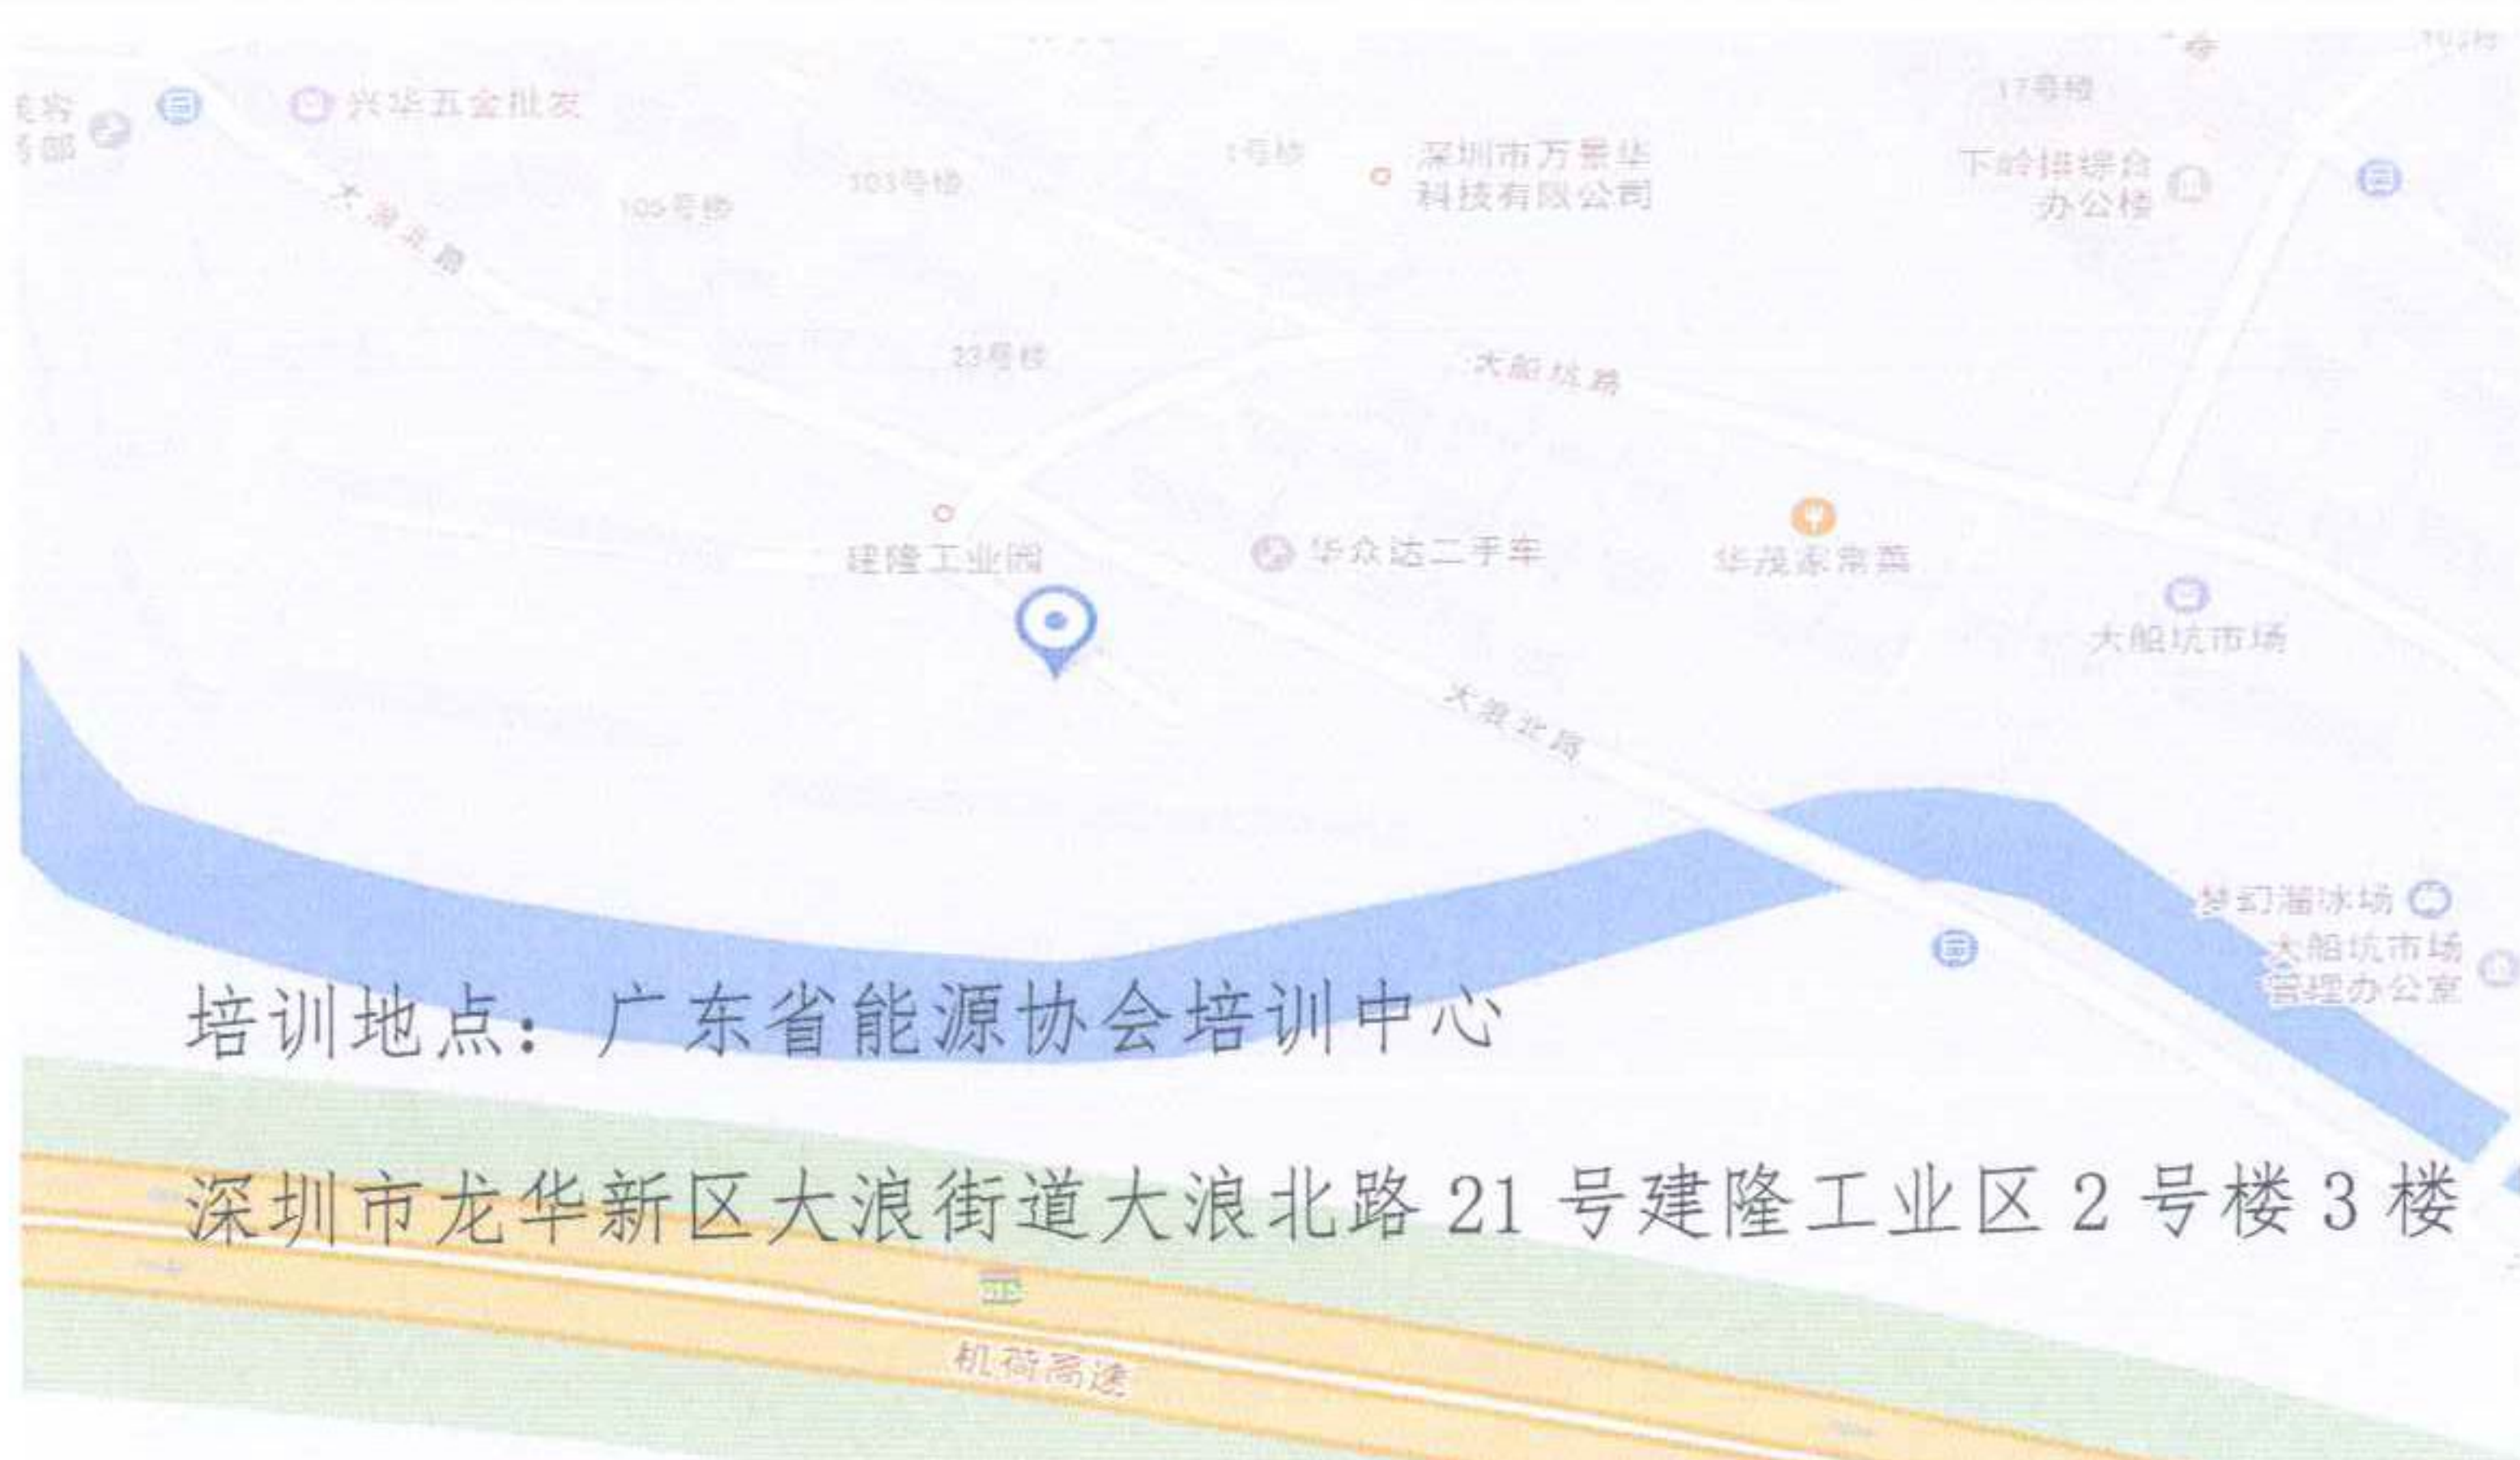 兴华五金批发
大浪北路
105号楼
103号楼
1号楼
深圳市万景华
科技有限公司
17号楼
下岭排综合
办公楼
23号楼
大船坑路
建隆工业园
华众达二手车
华茂家常菜
大船坑市场
大浪北路
梦幻溜冰场
大船坑市场
管理办公室
培训地点：广东省能源协会培训中心
深圳市龙华新区大浪街道大浪北路 21 号建隆工业区 2 号楼 3 楼
机荷高速